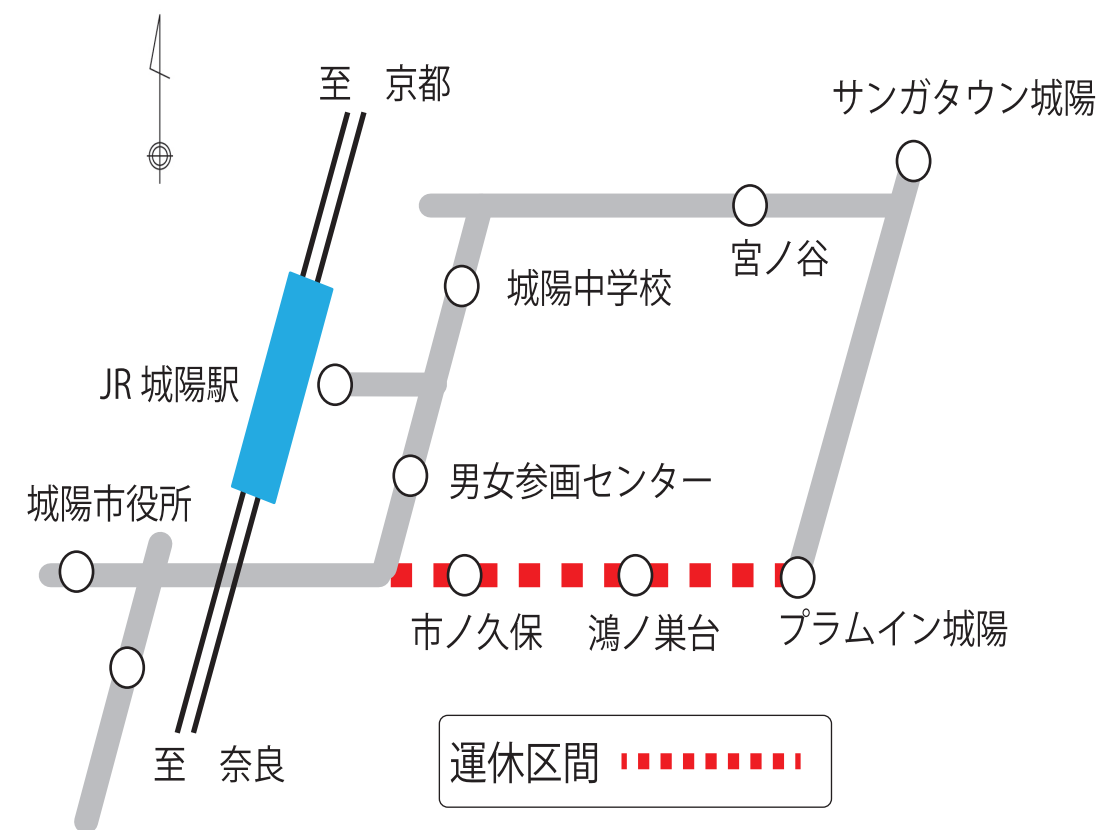 至　京都
サンガタウン城陽
宮ノ谷
城陽中学校
JR 城陽駅
男女参画センター
城陽市役所
市ノ久保
鴻ノ巣台
プラムイン城陽
至　奈良
運休区間